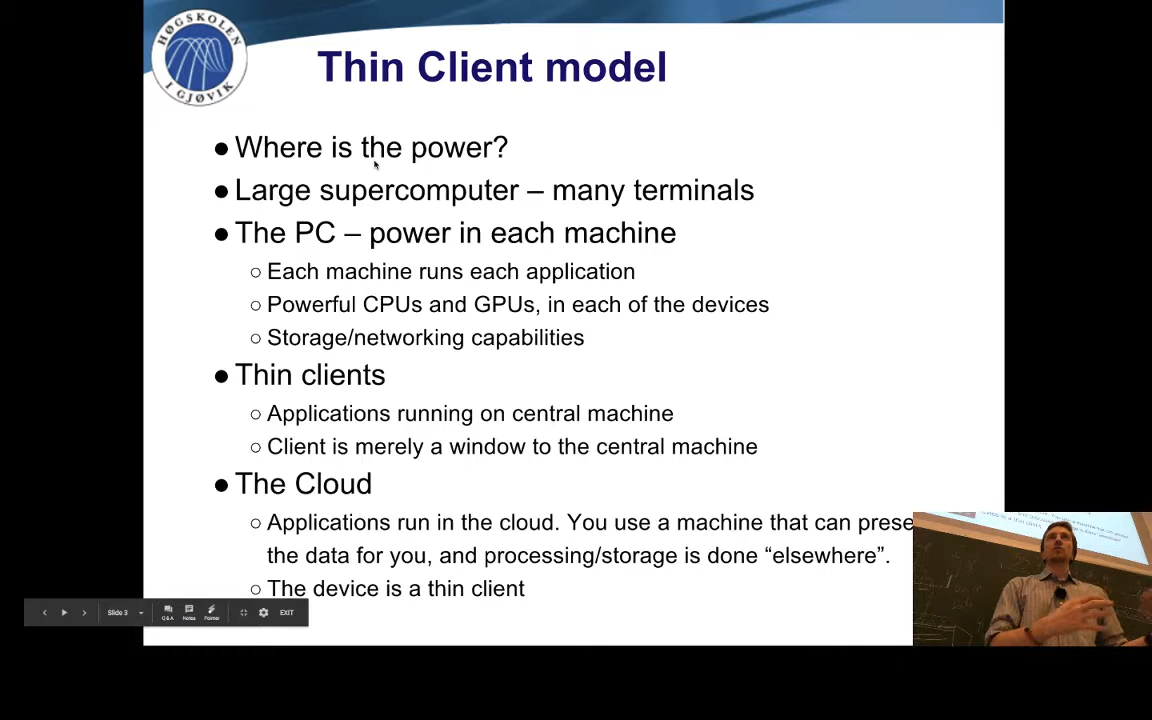 HØGSKOLEN
I GJØVIK
Thin Client model
● Where is the power?
● Large supercomputer – many terminals
● The PC – power in each machine
○ Each machine runs each application
○ Powerful CPUs and GPUs, in each of the devices
○ Storage/networking capabilities
● Thin clients
○ Applications running on central machine
○ Client is merely a window to the central machine
● The Cloud
○ Applications run in the cloud. You use a machine that can prese
the data for you, and processing/storage is done “elsewhere”.
○ The device is a thin client
Slide 3
Q&A
Notes
Pointer
EXIT